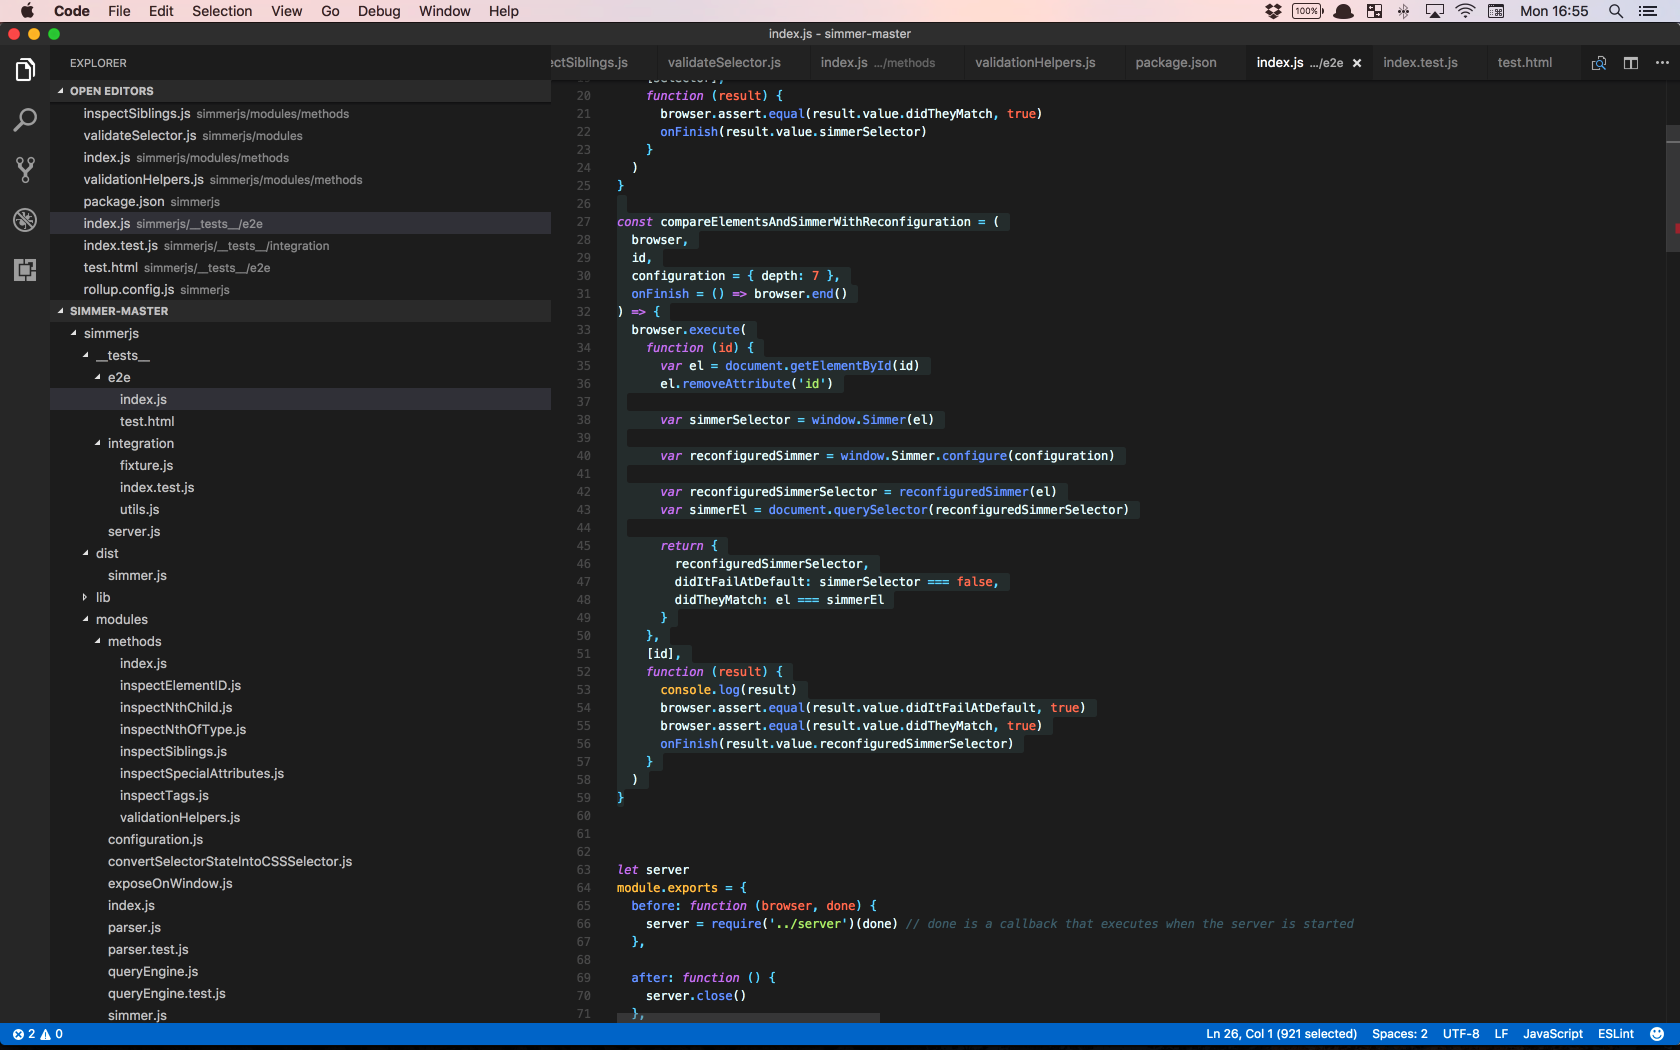 Code File Edit Selection View Go Debug Window Help 100% Mon 16:55
index.js - simmer-master
EXPLORER
ectSiblings.js validateSelector.js index.js .../methods validationHelpers.js package.json index.js .../e2e × index.test.js test.html
OPEN EDITORS
inspectSiblings.js simmerjs/modules/methods
validateSelector.js simmerjs/modules
index.js simmerjs/modules/methods
validationHelpers.js simmerjs/modules/methods
package.json simmerjs
index.js simmerjs/__tests__/e2e
index.test.js simmerjs/__tests__/integration
test.html simmerjs/__tests__/e2e
rollup.config.js simmerjs
SIMMER-MASTER
simmerjs
__tests__
e2e
index.js
test.html
integration
fixture.js
index.test.js
utils.js
server.js
dist
simmer.js
lib
modules
methods
index.js
inspectElementID.js
inspectNthChild.js
inspectNthOfType.js
inspectSiblings.js
inspectSpecialAttributes.js
inspectTags.js
validationHelpers.js
configuration.js
convertSelectorStateIntoCSSSelector.js
exposeOnWindow.js
index.js
parser.js
parser.test.js
queryEngine.js
queryEngine.test.js
simmer.js
19 [selector],
20 function (result) {
21 browser.assert.equal(result.value.didTheyMatch, true)
22 onFinish(result.value.simmerSelector)
23 }
24 )
25 }
26
27 const compareElementsAndSimmerWithReconfiguration = (
28 browser,
29 id,
30 configuration = { depth: 7 },
31 onFinish = () => browser.end()
32 ) => {
33 browser.execute(
34 function (id) {
35 var el = document.getElementById(id)
36 el.removeAttribute('id')
37
38 var simmerSelector = window.Simmer(el)
39
40 var reconfiguredSimmer = window.Simmer.configure(configuration)
41
42 var reconfiguredSimmerSelector = reconfiguredSimmer(el)
43 var simmerEl = document.querySelector(reconfiguredSimmerSelector)
44
45 return {
46 reconfiguredSimmerSelector,
47 didItFailAtDefault: simmerSelector === false,
48 didTheyMatch: el === simmerEl
49 }
50 },
51 [id],
52 function (result) {
53 console.log(result)
54 browser.assert.equal(result.value.didItFailAtDefault, true)
55 browser.assert.equal(result.value.didTheyMatch, true)
56 onFinish(result.value.reconfiguredSimmerSelector)
57 }
58 )
59 }
60
61
62
63 let server
64 module.exports = {
65 before: function (browser, done) {
66 server = require('../server')(done) // done is a callback that executes when the server is started
67 },
68
69 after: function () {
70 server.close()
71 },
2 0 Ln 26, Col 1 (921 selected) Spaces: 2 UTF-8 LF JavaScript ESLint